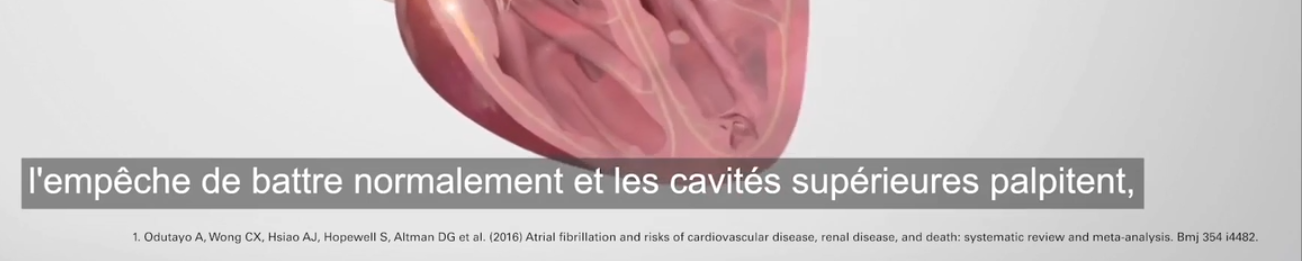 l'empêche de battre normalement et les cavités supérieures palpitent,
1. Odutayo A, Wong CX, Hsiao AJ, Hopewell S, Altman DG et al. (2016) Atrial fibrillation and risks of cardiovascular disease, renal disease, and death: systematic review and meta-analysis. Bmj 354 i4482.